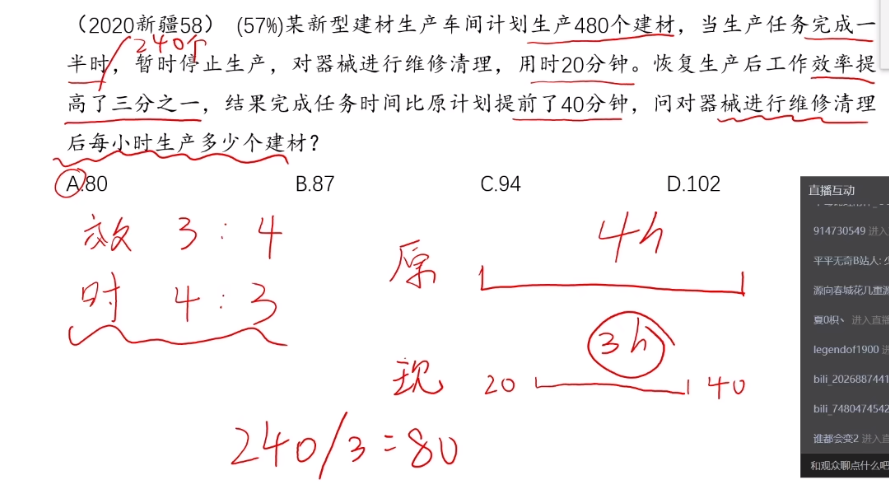 （2020新疆58） (57%)某新型建材生产车间计划生产480个建材，当生产任务完成一
240个
半时，暂时停止生产，对器械进行维修清理，用时20分钟。恢复生产后工作效率提
高了三分之一，结果完成任务时间比原计划提前了40分钟，问对器械进行维修清理
后每小时生产多少个建材？
A.80 B.87 C.94 D.102
效 3 : 4
时 4 : 3
原 4h
现 20 3h 40
240/3=80
直播互动
914730549 进入
平平无奇B站人:
源向春城花几重
夏0枳丶 进入直播
legendof1900
bili_2026887441
bili_7480474542
谁都会变2 进入直
和观众聊点什么吧